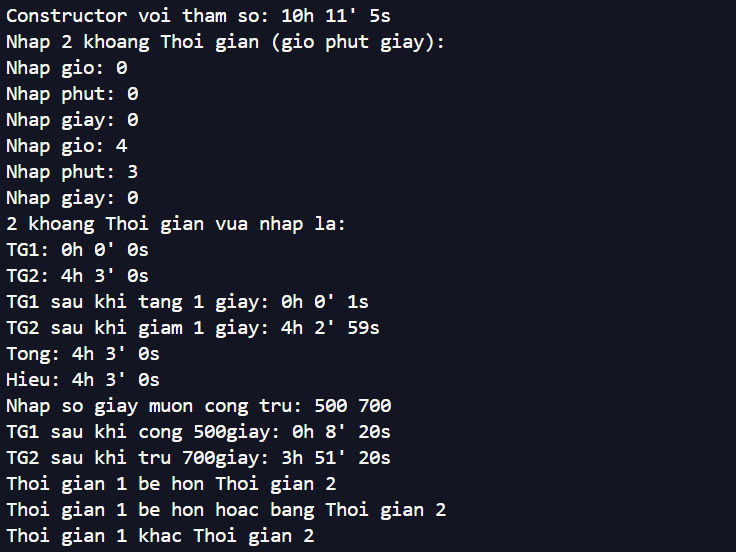 Constructor voi tham so: 10h 11' 5s
Nhap 2 khoang Thoi gian (gio phut giay):
Nhap gio: 0
Nhap phut: 0
Nhap giay: 0
Nhap gio: 4
Nhap phut: 3
Nhap giay: 0
2 khoang Thoi gian vua nhap la:
TG1: 0h 0' 0s
TG2: 4h 3' 0s
TG1 sau khi tang 1 giay: 0h 0' 1s
TG2 sau khi giam 1 giay: 4h 2' 59s
Tong: 4h 3' 0s
Hieu: 4h 3' 0s
Nhap so giay muon cong tru: 500 700
TG1 sau khi cong 500giay: 0h 8' 20s
TG2 sau khi tru 700giay: 3h 51' 20s
Thoi gian 1 be hon Thoi gian 2
Thoi gian 1 be hon hoac bang Thoi gian 2
Thoi gian 1 khac Thoi gian 2